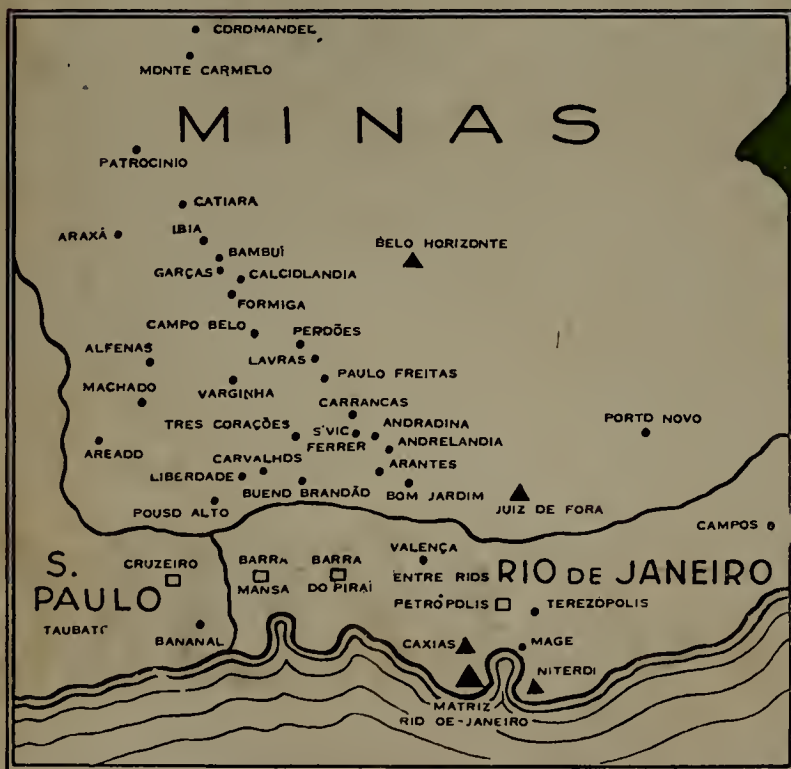 COROMANDEL
MONTE CARMELO
MINAS
PATROCINIO
CATIARA
ARAXÁ
IBIA
BELO HORIZONTE
BAMBUÍ
GARÇAS
CALCIOLANDIA
FORMIGA
CAMPO BELO
PERDÕES
ALFENAS
LAVRAS
PAULO FREITAS
MACHADO
VARGINHA
CARRANCAS
TRES CORAÇÕES
S'VIC
FERRER
ANDRADINA
PORTO NOVO
ANDRELANDIA
AREADO
CARVALHOS
ARANTES
LIBERDADE
BUENO BRANDÃO
BOM JARDIM
POUSO ALTO
JUIZ DE FORA
CAMPOS
VALENÇA
S.
PAULO
CRUZEIRO
BARRA
MANSA
BARRA
DO PIRAÍ
ENTRE RIOS
RIO DE JANEIRO
PETRÓPOLIS
TEREZÓPOLIS
TAUBATÉ
BANANAL
CAXIAS
MAGE
NITEROI
MATRIZ
RIO DE-JANEIRO